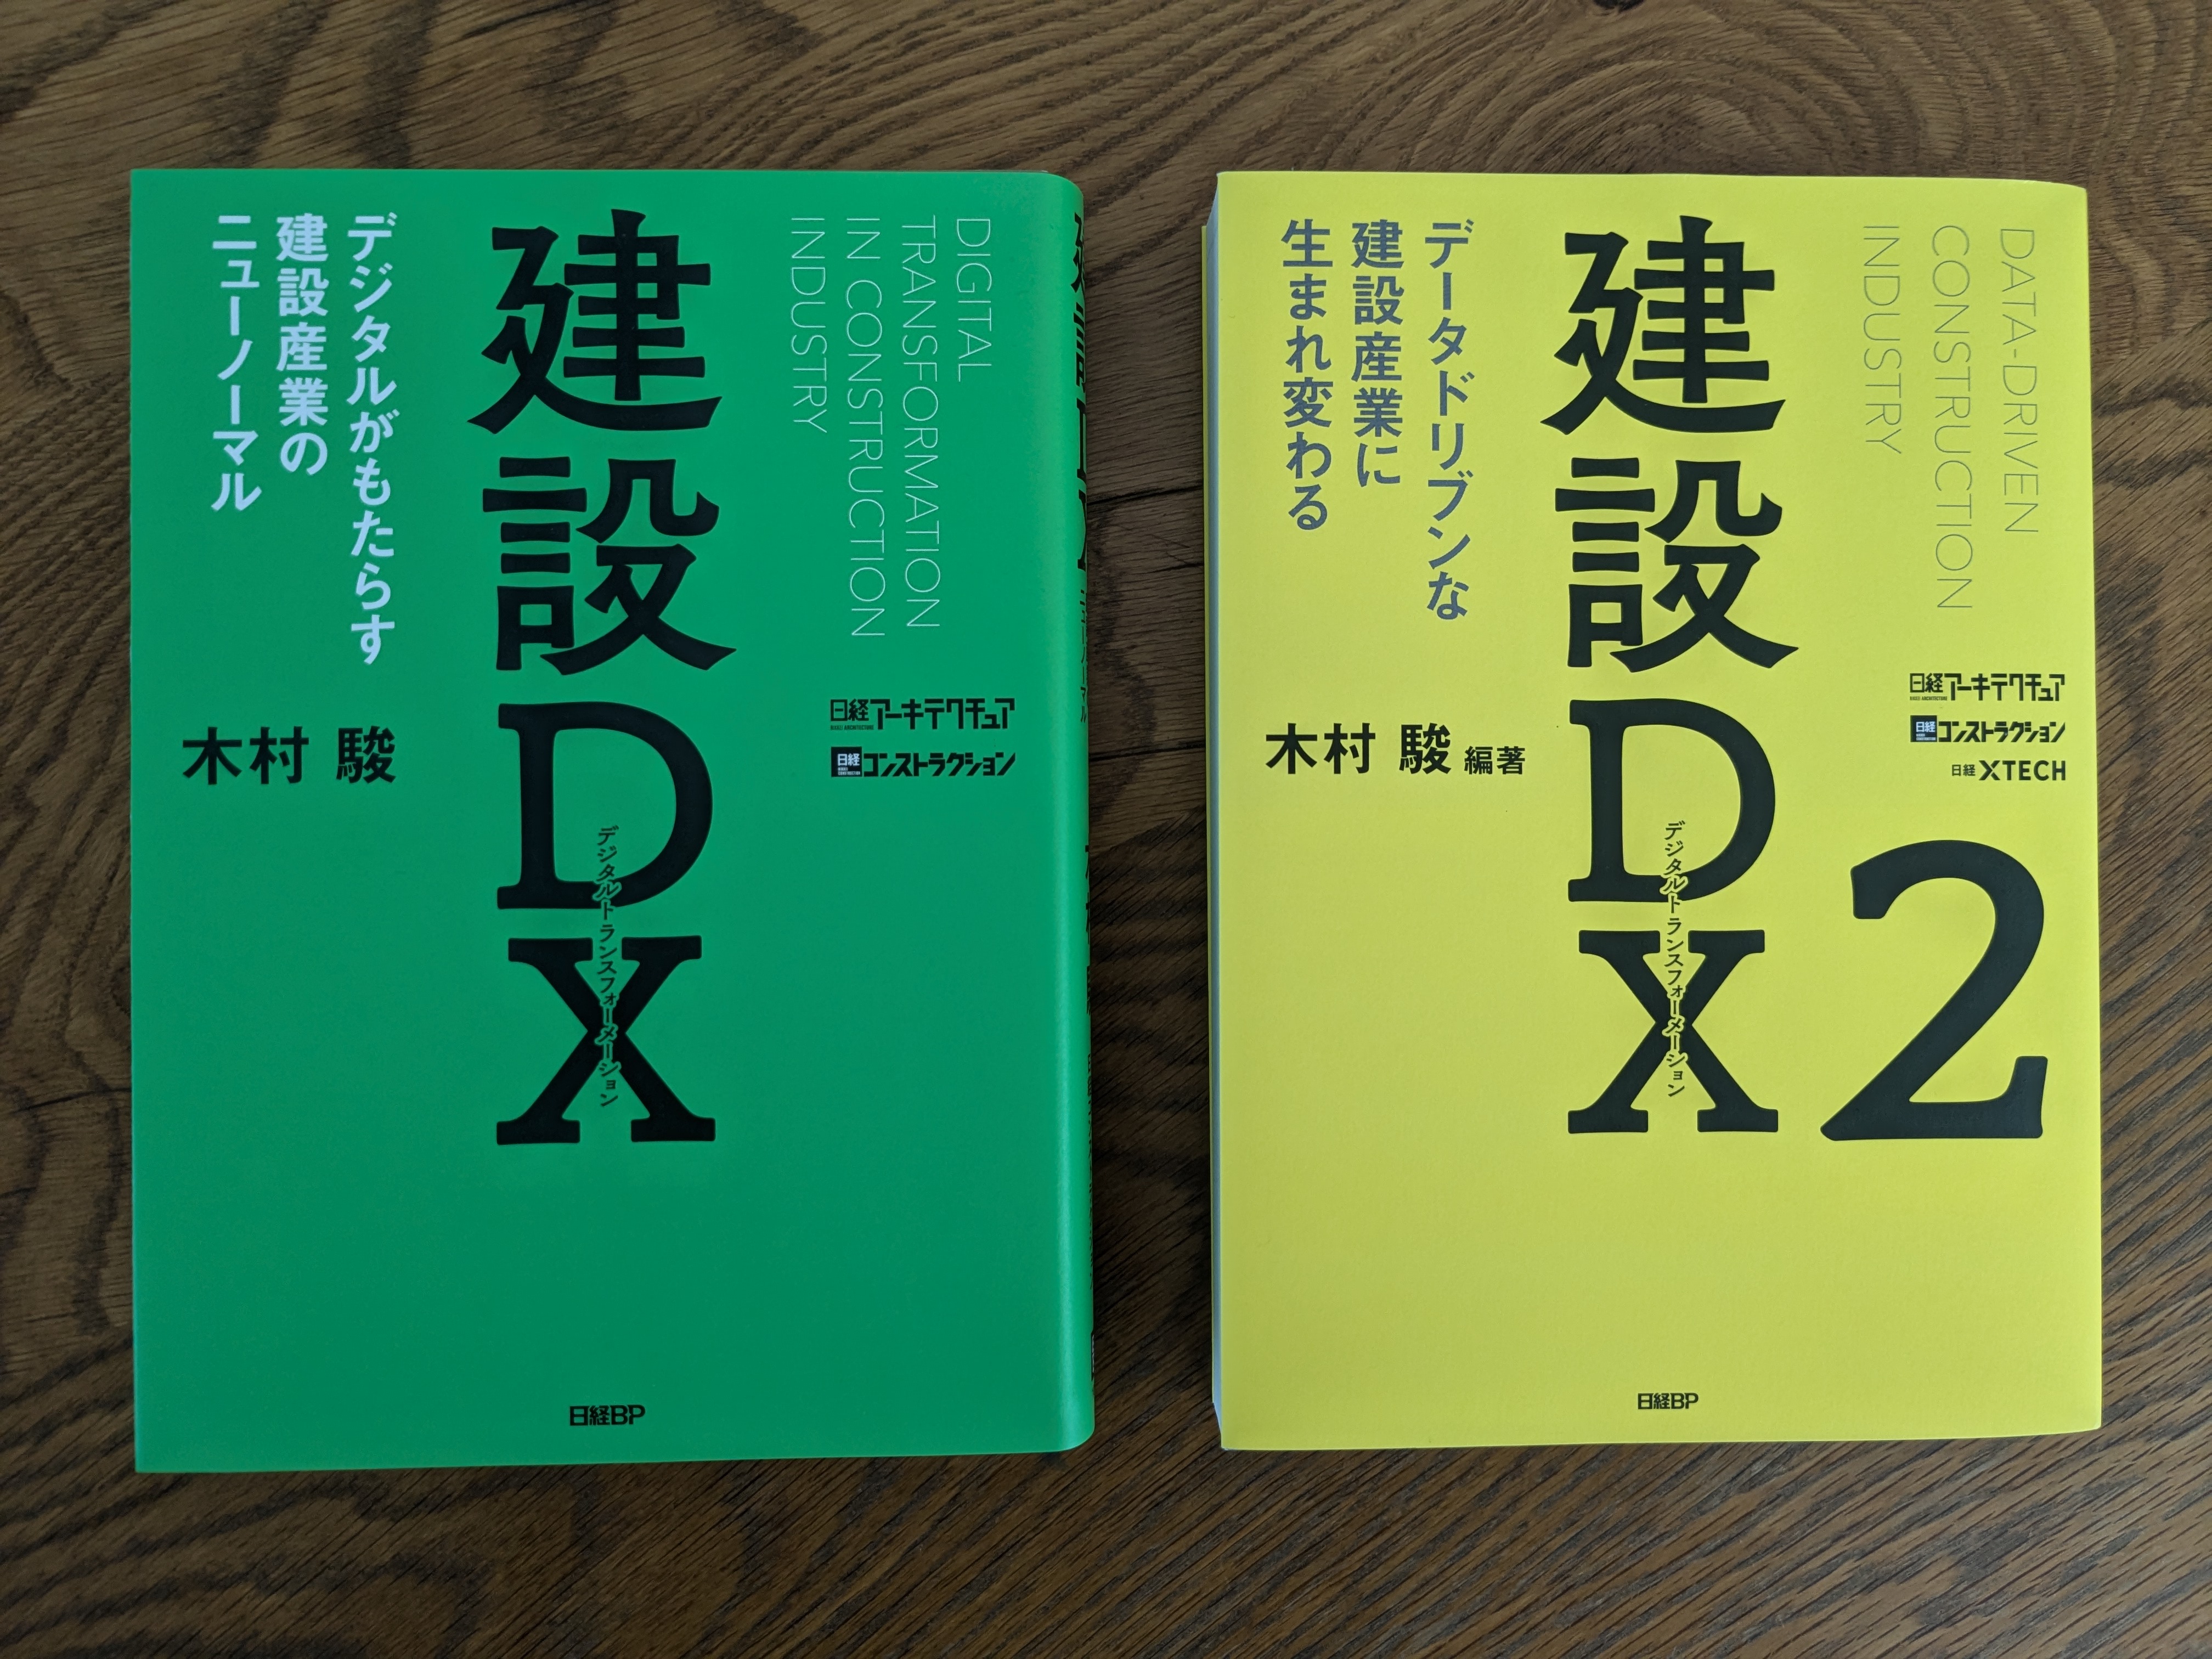 DIGITAL
TRANSFORMATION
IN CONSTRUCTION
INDUSTRY
日経アーキテクチュア
日経コンストラクション
建設DX
デジタルトランスフォーメーション
デジタルがもたらす
建設産業の
ニューノーマル
木村 駿
日経BP
DATA-DRIVEN
CONSTRUCTION
INDUSTRY
日経アーキテクチュア
日経コンストラクション
日経XTECH
建設DX2
デジタルトランスフォーメーション
データドリブンな
建設産業に
生まれ変わる
木村 駿 編著
日経BP